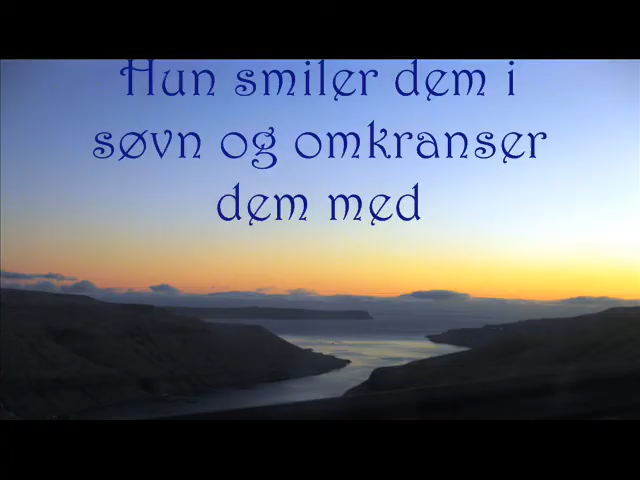 Hun smiler dem i
søvn og omkranser
dem med